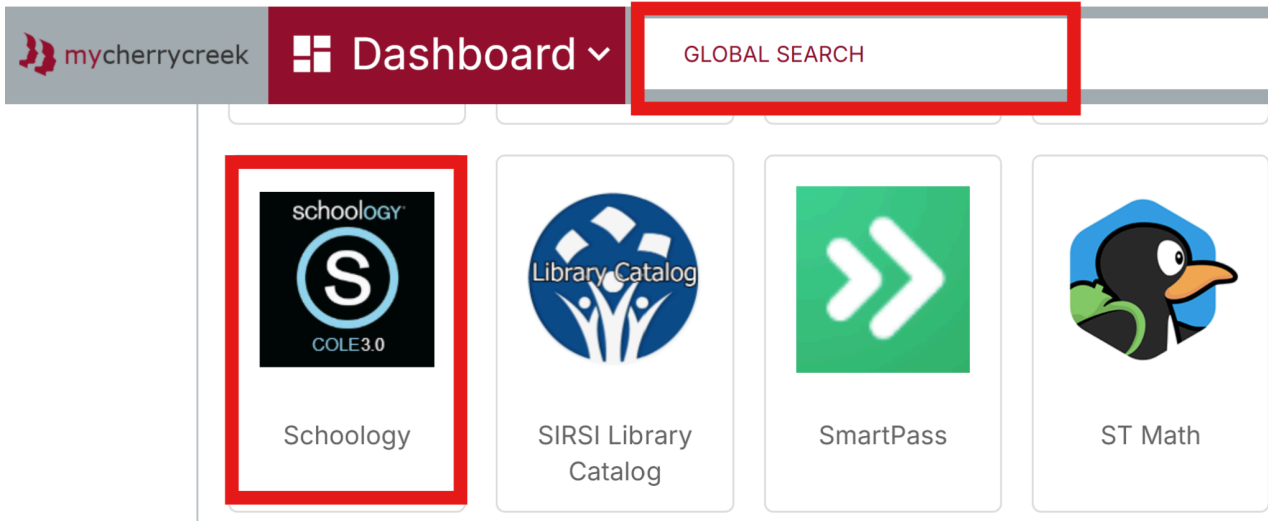 mycherrycreek
Dashboard
GLOBAL SEARCH
schoology
S
COLE3.0
Library Catalog
Schoology
SIRSI Library
Catalog
SmartPass
ST Math